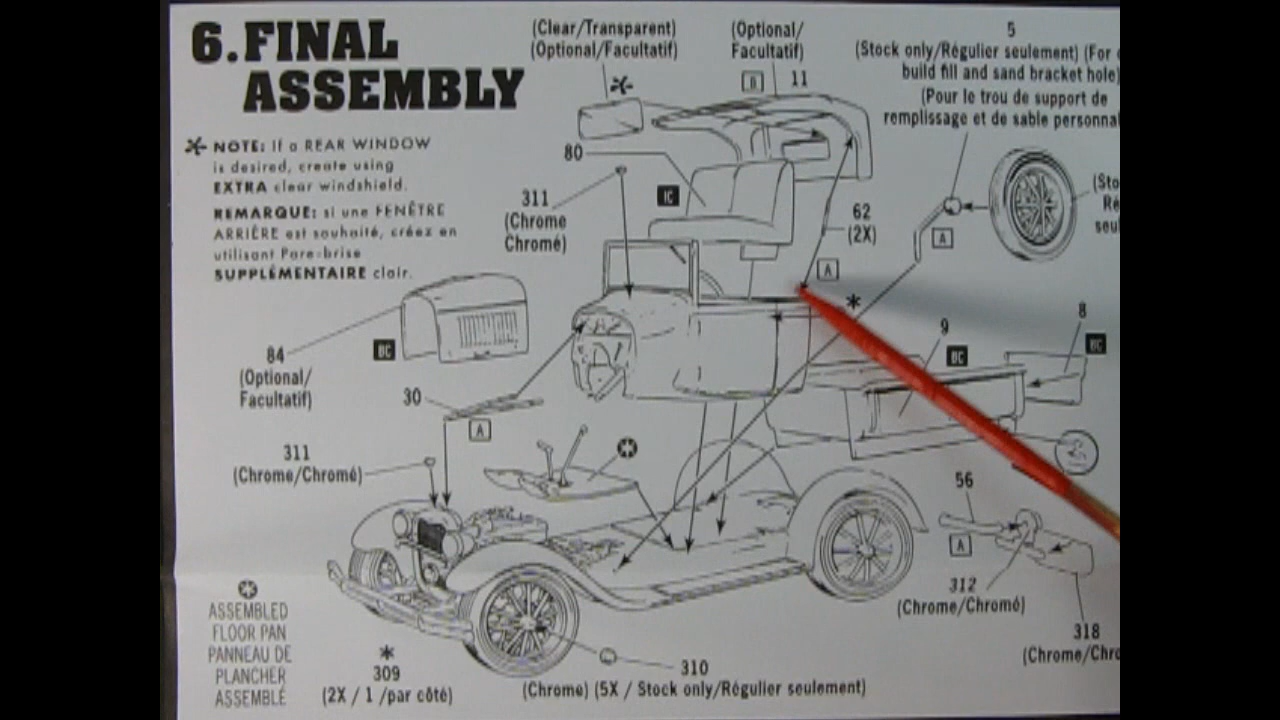 6. FINAL
ASSEMBLY
NOTE: If a REAR WINDOW
is desired, create using
EXTRA clear windshield.
REMARQUE: si une FENÊTRE
ARRIÈRE est souhaité, créez en
utilisant Pare-brise
SUPPLÉMENTAIRE clair.
(Clear/Transparent)
(Optional/Facultatif)
(Optional/
Facultatif)
11
5
(Stock only/Régulier seulement) (For
build fill and sand bracket hole)
(Pour le trou de support de
remplissage et de sable
80
IC
311
(Chrome
Chromé)
62
(2X)
A
A
84
(Optional/
Facultatif)
BC
30
A
9
BC
8
BC
311
(Chrome/Chromé)
56
A
312
(Chrome/Chromé)
318
ASSEMBLED
FLOOR PAN
PANNEAU DE
PLANCHER
ASSEMBLÉ
*
309
(2X / 1 /par côté)
310
(Chrome) (5X / Stock only/Régulier seulement)